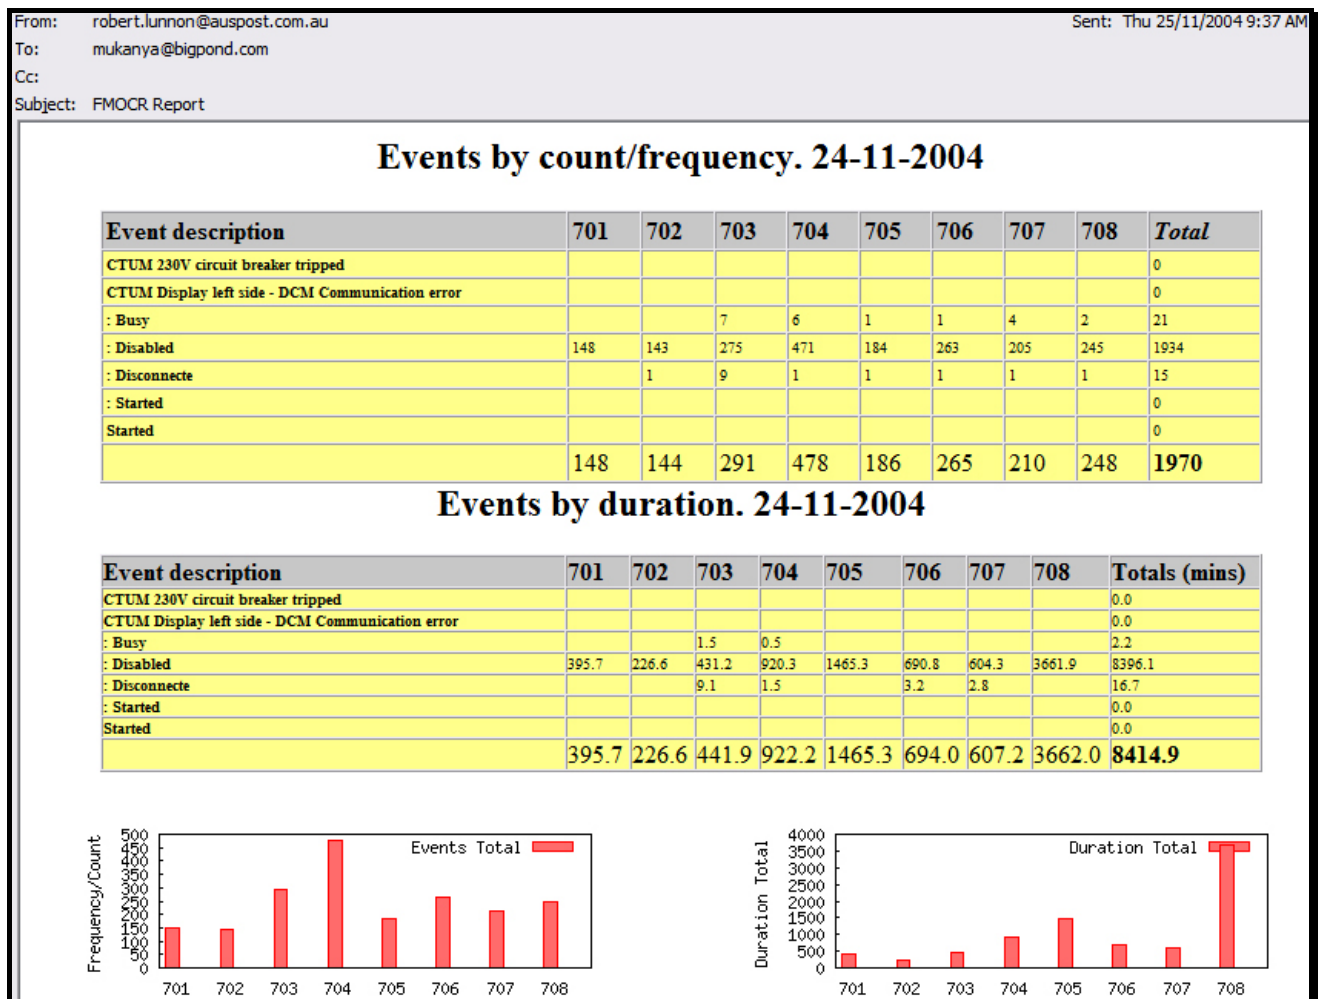 From: robert.lunnon@auspost.com.au Sent: Thu 25/11/2004 9:37 AM
To: mukanya@bigpond.com
Cc:
Subject: FMOCR Report
Events by count/frequency. 24-11-2004
Event description 701 702 703 704 705 706 707 708 Total
CTUM 230V circuit breaker tripped 0
CTUM Display left side - DCM Communication error 0
: Busy 7 6 1 1 4 2 21
: Disabled 148 143 275 471 184 263 205 245 1934
: Disconnecte 1 9 1 1 1 1 1 15
: Started 0
Started 0
148 144 291 478 186 265 210 248 1970
Events by duration. 24-11-2004
Event description 701 702 703 704 705 706 707 708 Totals (mins)
CTUM 230V circuit breaker tripped 0.0
CTUM Display left side - DCM Communication error 0.0
: Busy 1.5 0.5 2.2
: Disabled 395.7 226.6 431.2 920.3 1465.3 690.8 604.3 3661.9 8396.1
: Disconnecte 9.1 1.5 3.2 2.8 16.7
: Started 0.0
Started 0.0
395.7 226.6 441.9 922.2 1465.3 694.0 607.2 3662.0 8414.9
Frequency/Count
500
450
400
350
300
250
200
150
100
50
0
Events Total
701 702 703 704 705 706 707 708
Duration Total
4000
3500
3000
2500
2000
1500
1000
500
0
Duration Total
701 702 703 704 705 706 707 708